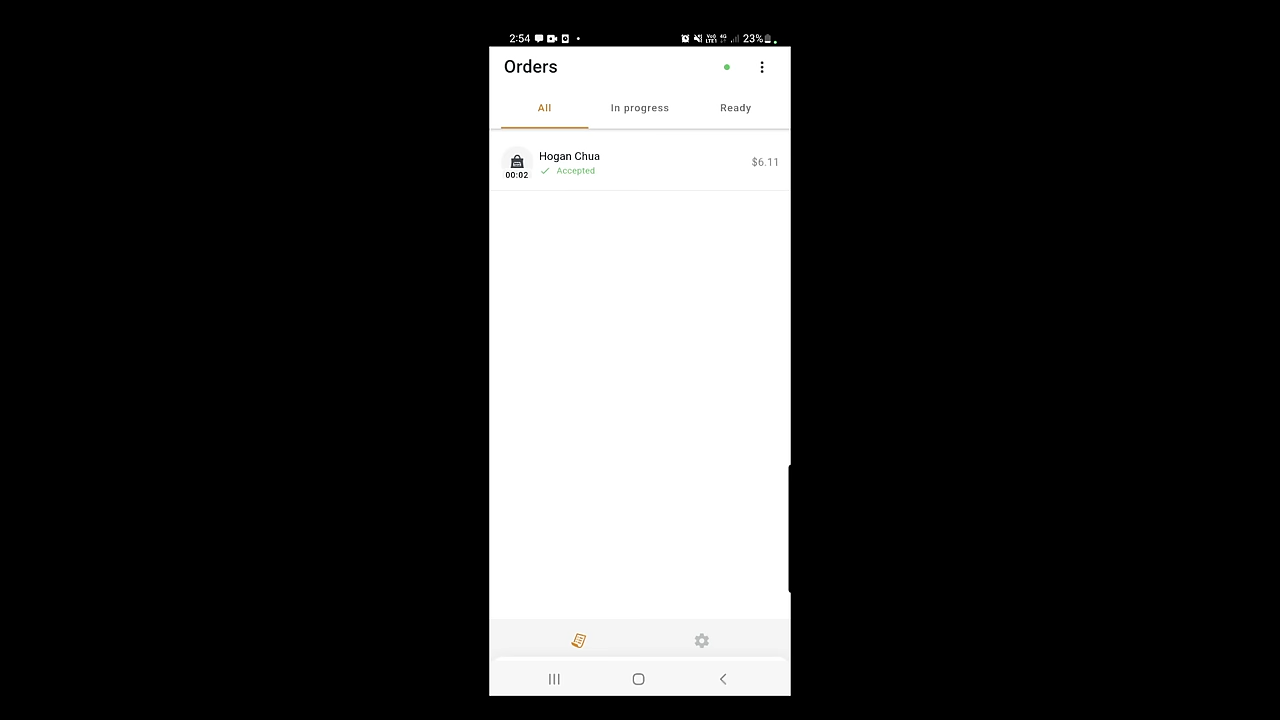 2:54
23%
Orders
All In progress Ready
Hogan Chua
$6.11
00:02
Accepted